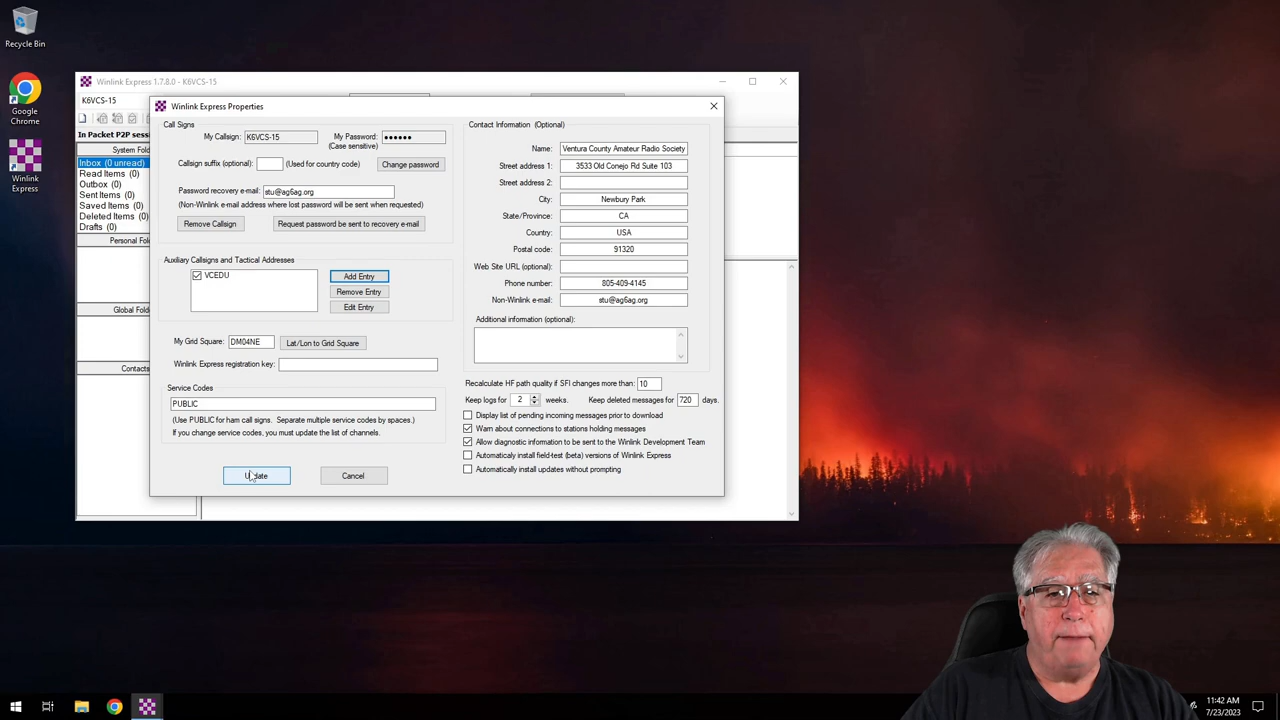 Recycle Bin
Google
Chrome
Winlink
Express
Winlink Express 1.7.8.0 - K6VCS-15
K6VCS-15
In Packet P2P sess
System Fold
Inbox (0 unread)
Read Items (0)
Outbox (0)
Sent Items (0)
Saved Items (0)
Deleted Items (0)
Drafts (0)
Personal Fold
Global Fold
Contacts
Winlink Express Properties
Call Signs
My Callsign: K6VCS-15
My Password: ••••••
(Case sensitive)
Callsign suffix (optional): (Used for country code)
Change password
Password recovery e-mail: stu@ag6ag.org
(Non-Winlink e-mail address where lost password will be sent when requested)
Remove Callsign
Request password be sent to recovery e-mail
Auxiliary Callsigns and Tactical Addresses
VCEDU
Add Entry
Remove Entry
Edit Entry
My Grid Square: DM04NE
Lat/Lon to Grid Square
Winlink Express registration key:
Service Codes
PUBLIC
(Use PUBLIC for ham call signs. Separate multiple service codes by spaces.)
If you change service codes, you must update the list of channels.
Update
Cancel
Contact Information (Optional)
Name: Ventura County Amateur Radio Society
Street address 1: 3533 Old Conejo Rd Suite 103
Street address 2:
City: Newbury Park
State/Province: CA
Country: USA
Postal code: 91320
Web Site URL (optional):
Phone number: 805-409-4145
Non-Winlink e-mail: stu@ag6ag.org
Additional information (optional):
Recalculate HF path quality if SFI changes more than: 10
Keep logs for 2 weeks. Keep deleted messages for 720 days.
Display list of pending incoming messages prior to download
Warn about connections to stations holding messages
Allow diagnostic information to be sent to the Winlink Development Team
Automaticaly install field-test (beta) versions of Winlink Express
Automatically install updates without prompting
11:42 AM
7/23/2023